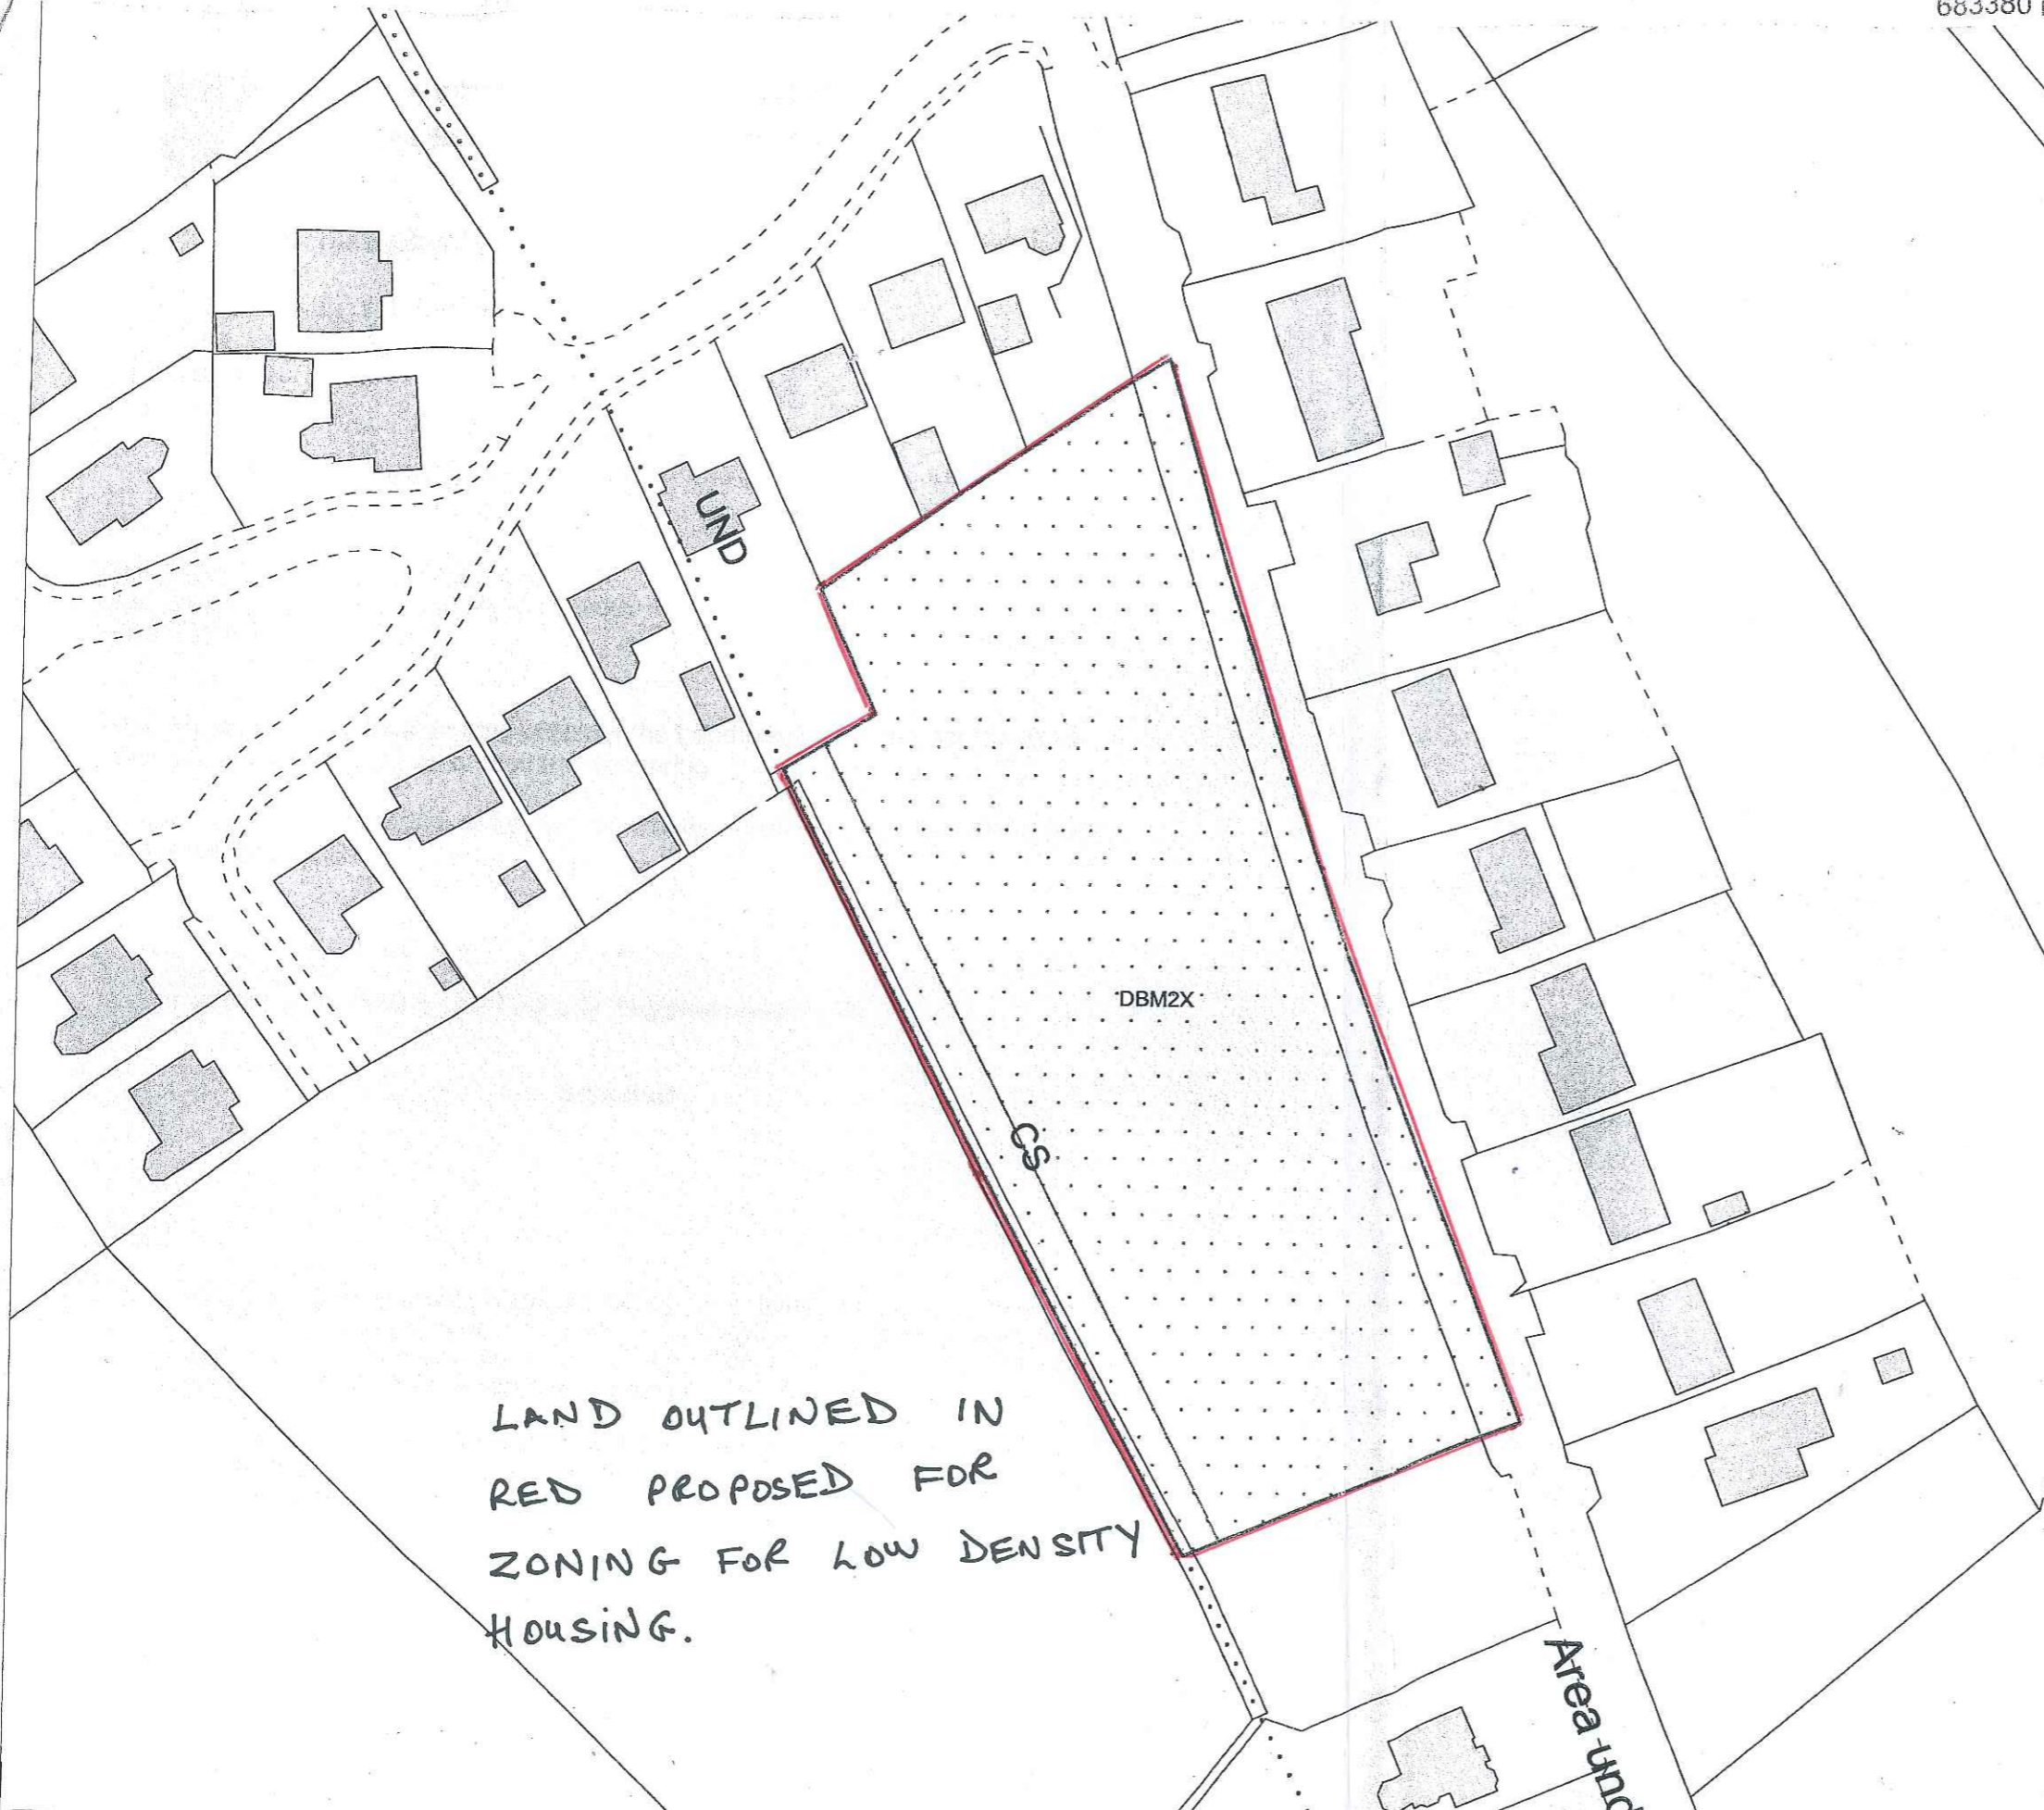 683380
UND
DBM2X
CS
LAND OUTLINED IN
RED PROPOSED FOR
ZONING FOR LOW DENSITY
HOUSING.
Area und